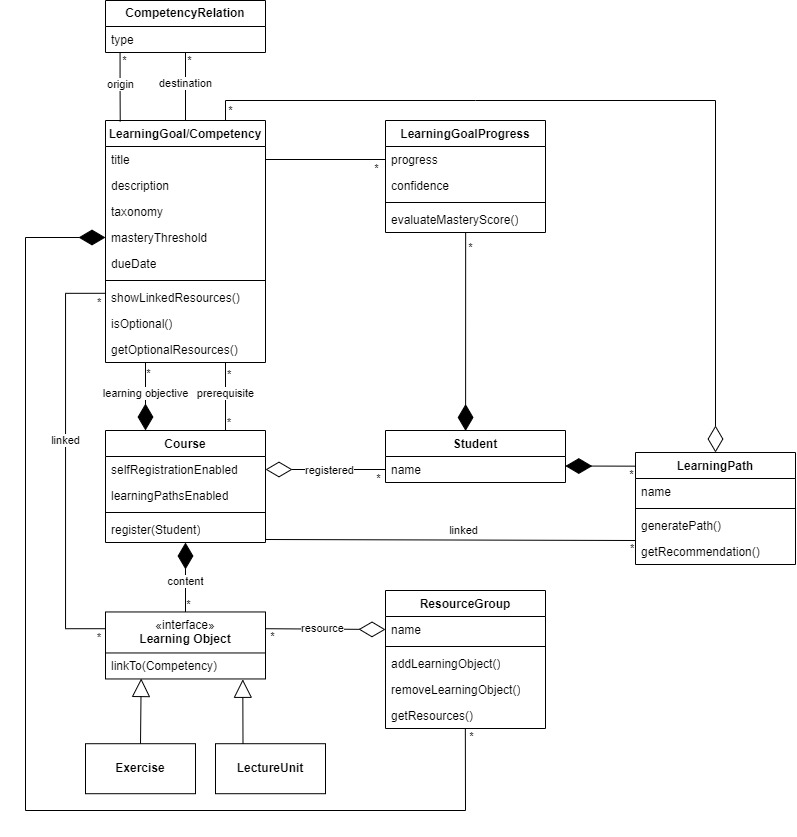 CompetencyRelation
type
*
*
origin
destination
*
LearningGoal/Competency
title
description
taxonomy
masteryThreshold
dueDate
showLinkedResources()
isOptional()
getOptionalResources()
*
LearningGoalProgress
progress
confidence
evaluateMasteryScore()
*
*
*
*
learning objective
prerequisite
*
linked
Course
selfRegistrationEnabled
learningPathsEnabled
register(Student)
registered
*
Student
name
*
LearningPath
name
generatePath()
getRecommendation()
linked
*
content
*
«interface»
Learning Object
linkTo(Competency)
*
*
resource
ResourceGroup
name
addLearningObject()
removeLearningObject()
getResources()
*
Exercise
LectureUnit